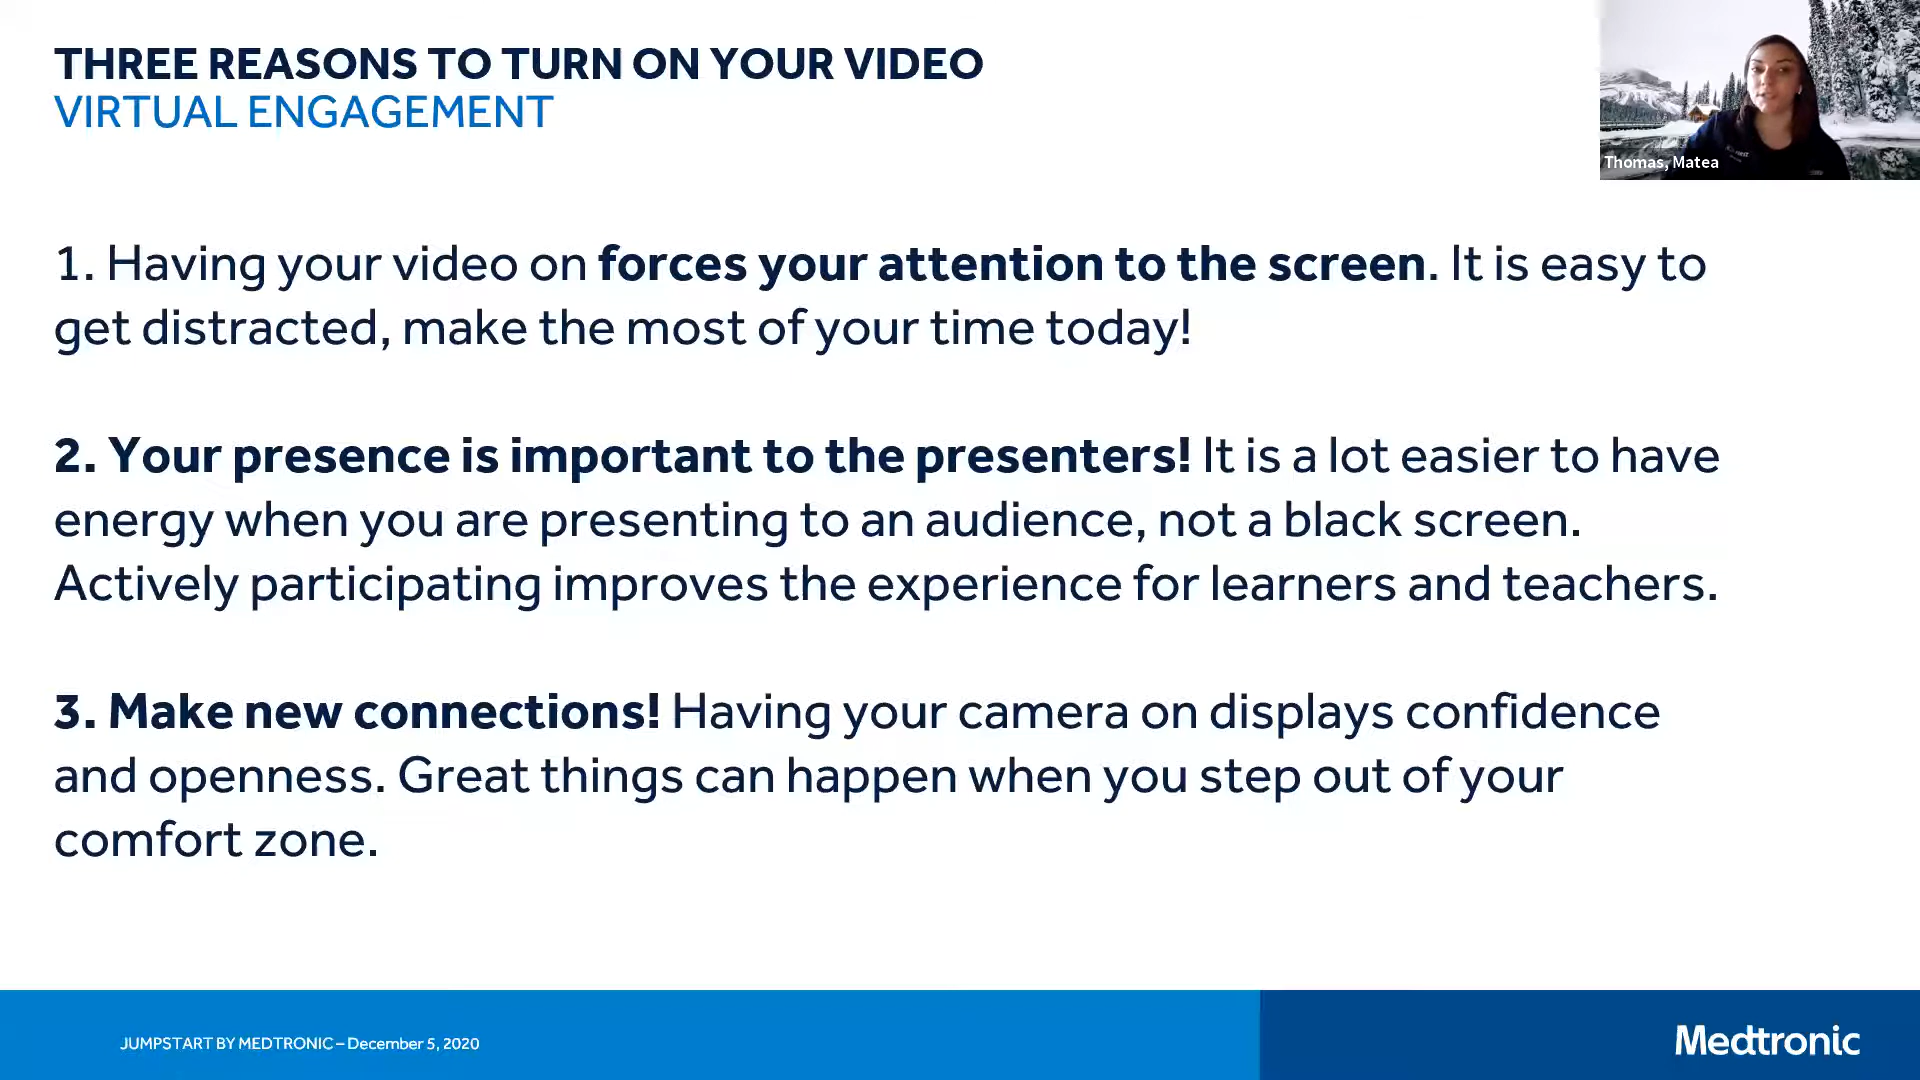 THREE REASONS TO TURN ON YOUR VIDEO
VIRTUAL ENGAGEMENT
Thomas, Matea
1. Having your video on forces your attention to the screen. It is easy to
get distracted, make the most of your time today!
2. Your presence is important to the presenters! It is a lot easier to have
energy when you are presenting to an audience, not a black screen.
Actively participating improves the experience for learners and teachers.
3. Make new connections! Having your camera on displays confidence
and openness. Great things can happen when you step out of your
comfort zone.
JUMPSTART BY MEDTRONIC – December 5, 2020
Medtronic